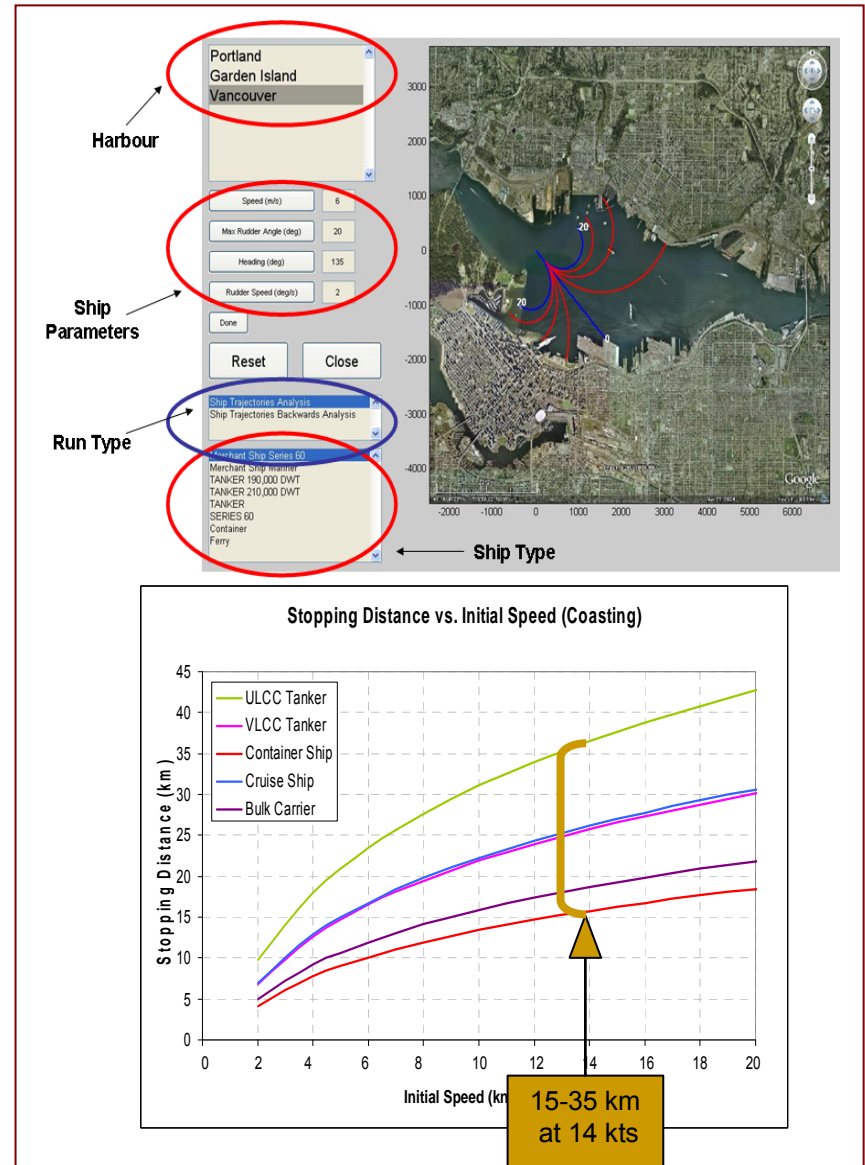 Portland
Garden Island
Vancouver
Harbour
Speed (m/s) 6
Max Rudder Angle (deg) 20
Heading (deg) 135
Rudder Speed (deg/s) 2
Done
Ship
Parameters
Reset Close
Ship Trajectories Analysis
Ship Trajectories Backwards Analysis
Run Type
Merchant Ship Series 60
Merchant Ship Mariner
TANKER 190,000 DWT
TANKER 210,000 DWT
TANKER
SERIES 60
Container
Ferry
Ship Type
3000
2000
1000
0
-1000
-2000
-3000
-4000
-2000 -1000 0 1000 2000 3000 4000 5000 6000
20
20
0
Google
Stopping Distance vs. Initial Speed (Coasting)
Stopping Distance (km)
45
40
35
30
25
20
15
10
5
0
ULCC Tanker
VLCC Tanker
Container Ship
Cruise Ship
Bulk Carrier
0 2 4 6 8 10 12 14 16 18 20
Initial Speed
15-35 km
at 14 kts